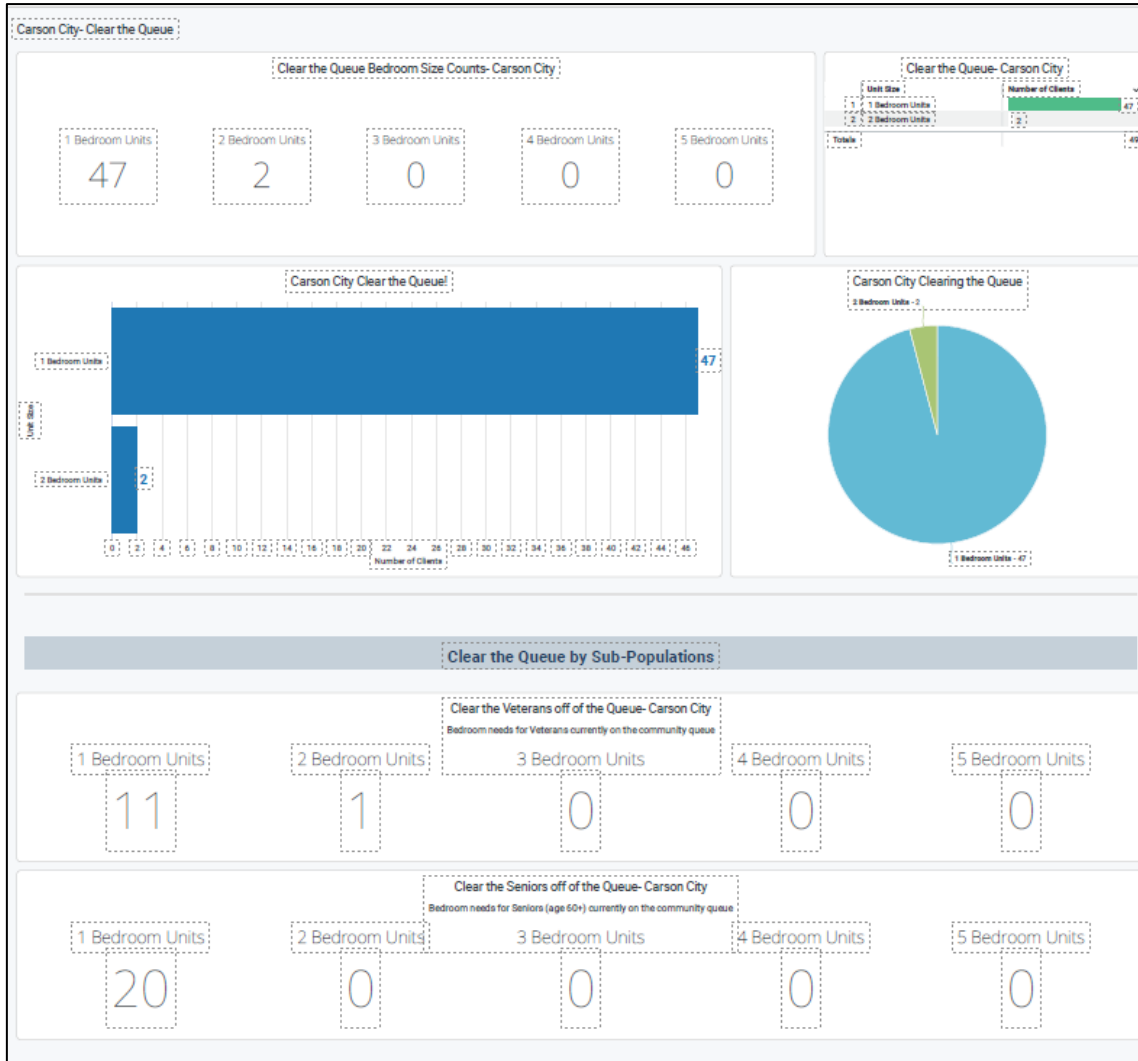 Carson City- Clear the Queue
Clear the Queue Bedroom Size Counts- Carson City
1 Bedroom Units
47
2 Bedroom Units
2
3 Bedroom Units
0
4 Bedroom Units
0
5 Bedroom Units
0
Clear the Queue- Carson City
Unit Size Number of Clients
1 1 Bedroom Units 47
2 2 Bedroom Units 2
Totals 49
Carson City Clear the Queue!
Unit Size
1 Bedroom Units 47
2 Bedroom Units 2
0 2 4 6 8 10 12 14 16 18 20 22 24 26 28 30 32 34 36 38 40 42 44 46
Number of Clients
Carson City Clearing the Queue
2 Bedroom Units - 2
1 Bedroom Units - 47
Clear the Queue by Sub-Populations
Clear the Veterans off of the Queue- Carson City
Bedroom needs for Veterans currently on the community queue
1 Bedroom Units
11
2 Bedroom Units
1
3 Bedroom Units
0
4 Bedroom Units
0
5 Bedroom Units
0
Clear the Seniors off of the Queue- Carson City
Bedroom needs for Seniors (age 60+) currently on the community queue
1 Bedroom Units
20
2 Bedroom Units
0
3 Bedroom Units
0
4 Bedroom Units
0
5 Bedroom Units
0